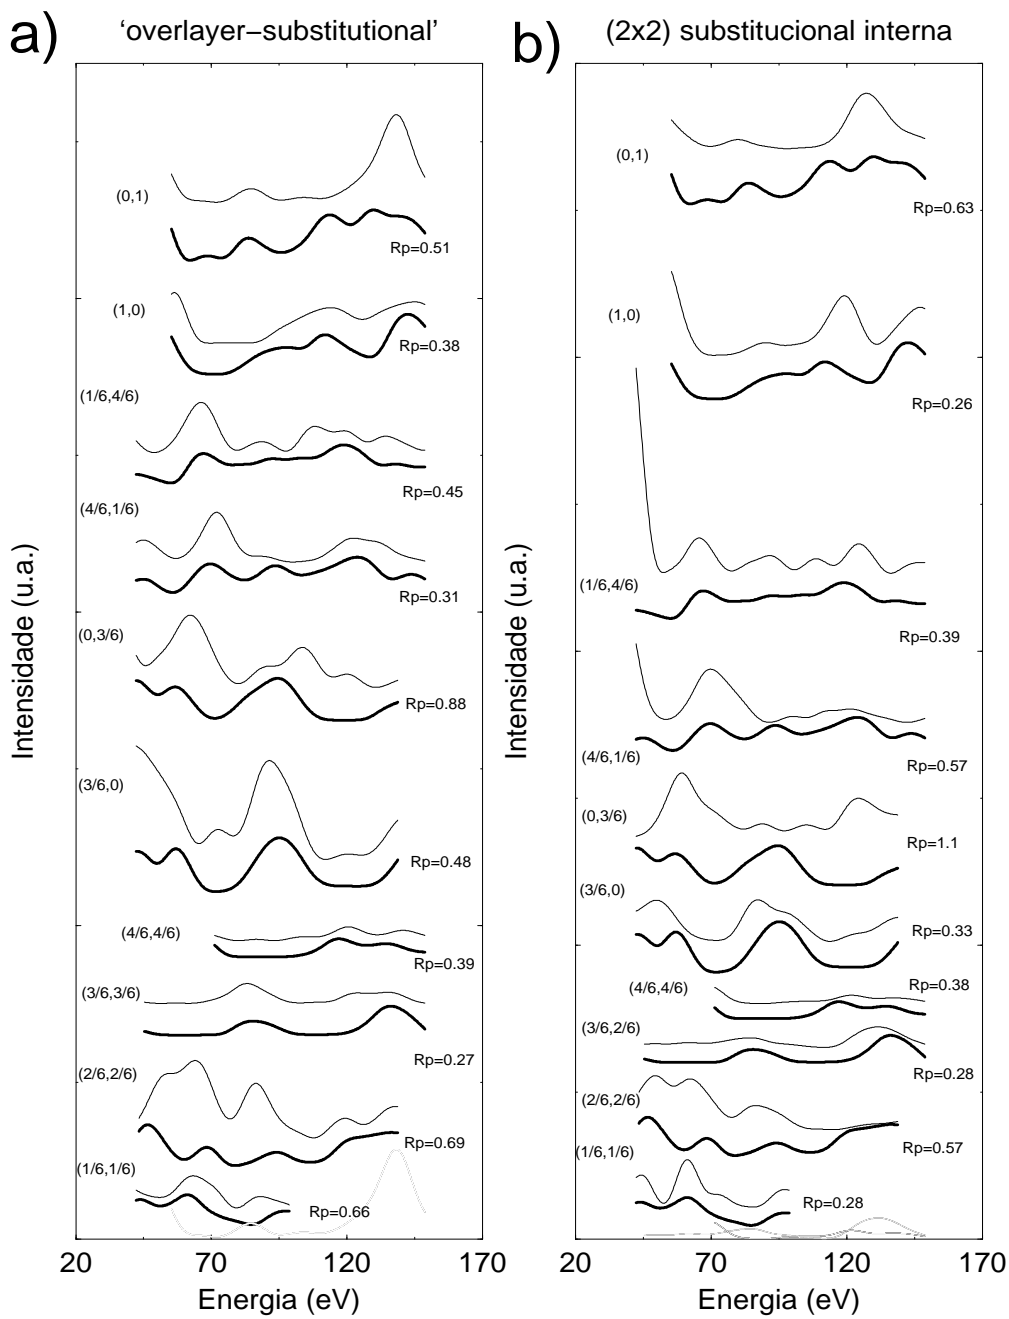 a)
‘overlayer−substitutional’
(0,1)
Rp=0.51
(1,0)
Rp=0.38
(1/6,4/6)
Rp=0.45
(4/6,1/6)
Rp=0.31
(0,3/6)
Rp=0.88
(3/6,0)
Rp=0.48
(4/6,4/6)
Rp=0.39
(3/6,3/6)
Rp=0.27
(2/6,2/6)
Rp=0.69
(1/6,1/6)
Rp=0.66
Intensidade (u.a.)
20 70 120 170
Energia (eV)
b)
(2x2) substitucional interna
(0,1)
Rp=0.63
(1,0)
Rp=0.26
(1/6,4/6)
Rp=0.39
(4/6,1/6)
Rp=0.57
(0,3/6)
Rp=1.1
(3/6,0)
Rp=0.33
(4/6,4/6)
Rp=0.38
(3/6,2/6)
Rp=0.28
(2/6,2/6)
Rp=0.57
(1/6,1/6)
Rp=0.28
Intensidade (u.a.)
20 70 120 170
Energia (eV)